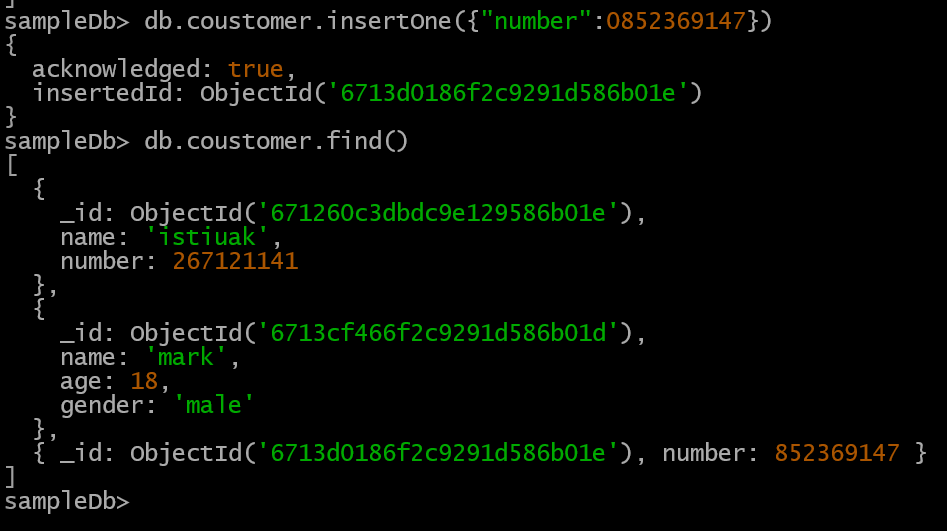 ]
sampleDb> db.coustomer.insertOne({"number":0852369147})
{
  acknowledged: true,
  insertedId: ObjectId('6713d0186f2c9291d586b01e')
}
sampleDb> db.coustomer.find()
[
  {
    _id: ObjectId('671260c3dbdc9e129586b01e'),
    name: 'istiuak',
    number: 267121141
  },
  {
    _id: ObjectId('6713cf466f2c9291d586b01d'),
    name: 'mark',
    age: 18,
    gender: 'male'
  },
  { _id: ObjectId('6713d0186f2c9291d586b01e'), number: 852369147 }
]
sampleDb>